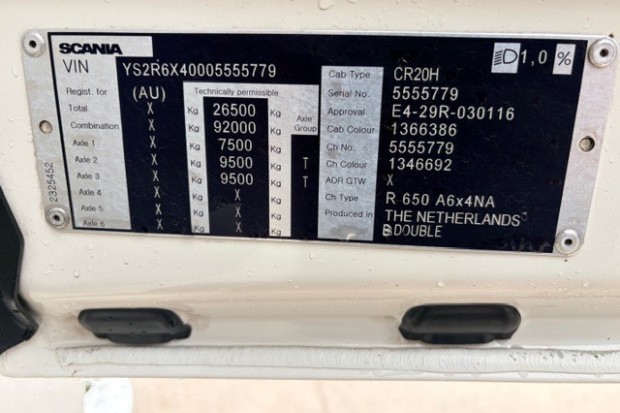 SCANIA
VIN YS2R6X40005555779
1,0 %
Regist. for (AU) Technically permissible
Total X Kg 26500 Kg
Combination X Kg 92000 Kg Axle Group
Axle 1 X Kg 7500 Kg
Axle 2 X Kg 9500 Kg T
Axle 3 X Kg 9500 Kg T
Axle 4 X Kg X Kg
Axle 5 X Kg X Kg
Axle 6 X Kg X Kg
Cab Type CR20H
Serial No. 5555779
Approval E4-29R-030116
Cab Colour 1366386
Ch No 5555779
Ch Colour 1346692
ADR GTW X
Ch Type R 650 A6x4NA
Produced In THE NETHERLANDS
B DOUBLE
2325452